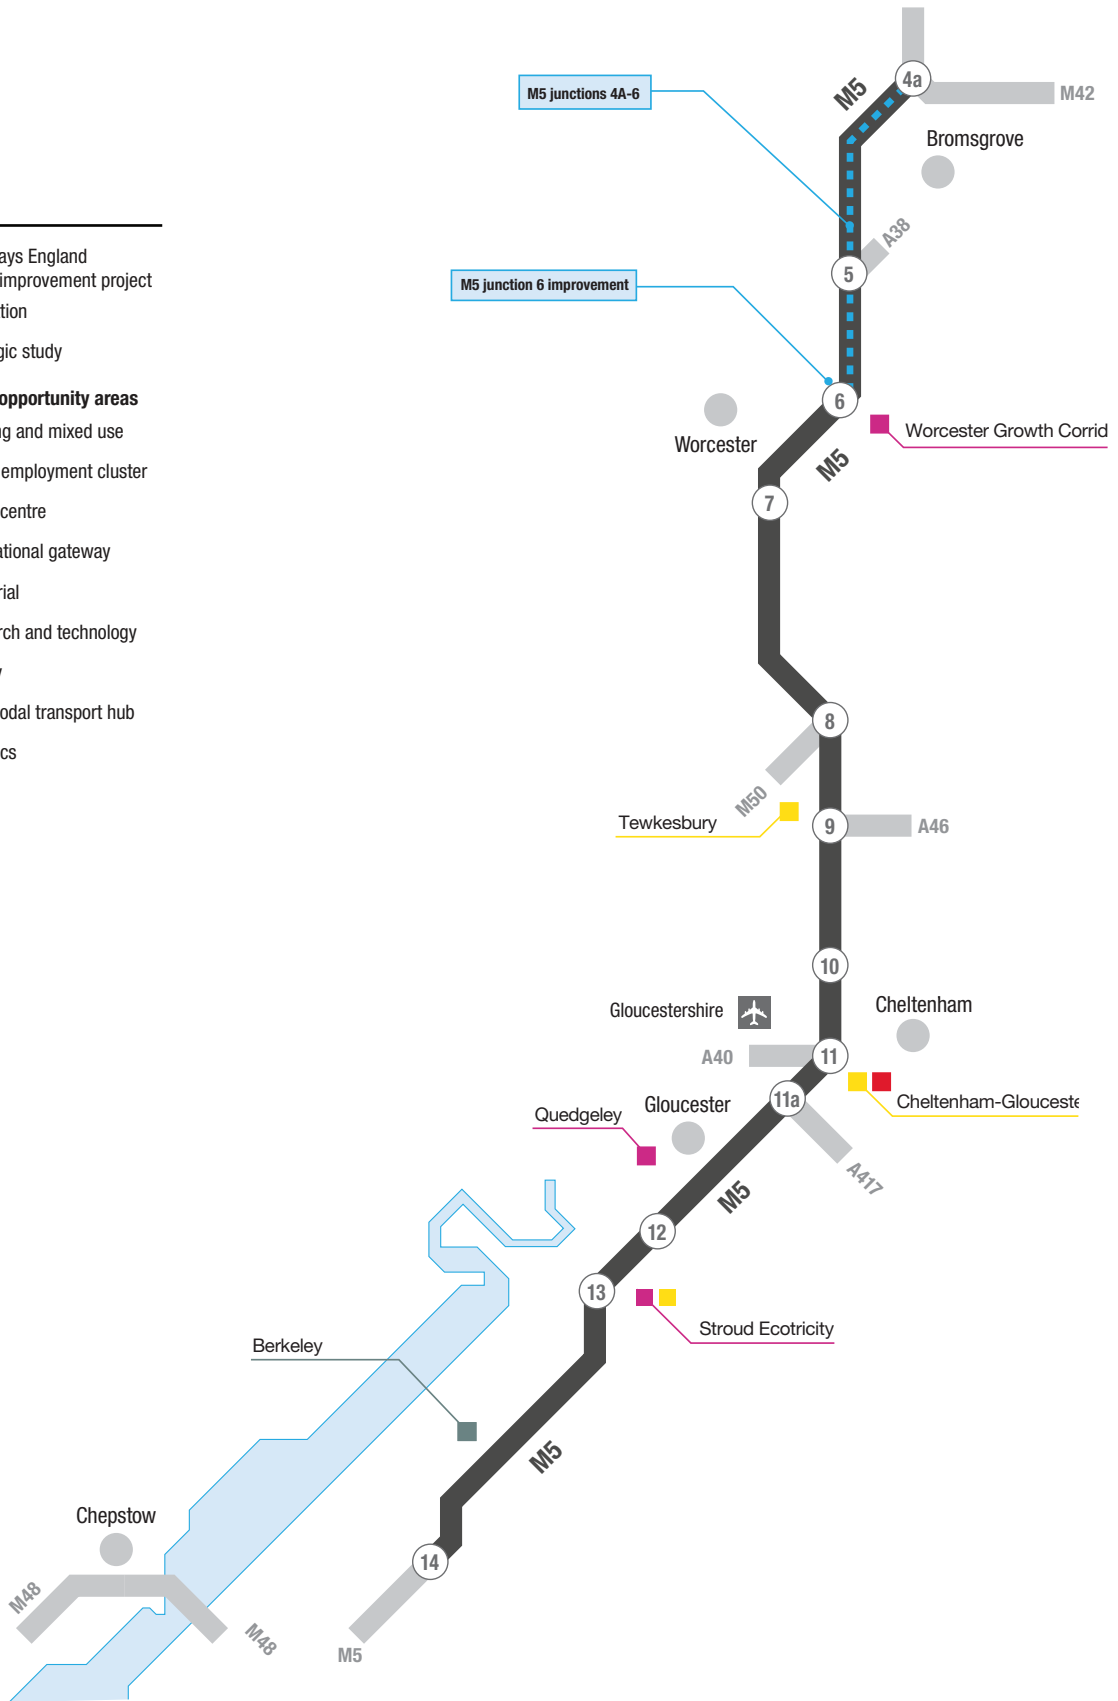 ays England
improvement project
tion
gic study
opportunity areas
ng and mixed use
employment cluster
centre
ational gateway
rial
rch and technology
y
odal transport hub
cs
4a
M5
M42
M5 junctions 4A-6
Bromsgrove
A38
5
M5 junction 6 improvement
6
Worcester
Worcester Growth Corrid
M5
7
8
M50
Tewkesbury
9
A46
10
Gloucestershire
Cheltenham
A40
11
11a
Cheltenham-Glouceste
Quedgeley
Gloucester
A417
M5
12
13
Stroud Ecotricity
Berkeley
M5
Chepstow
14
M48
M48
M5